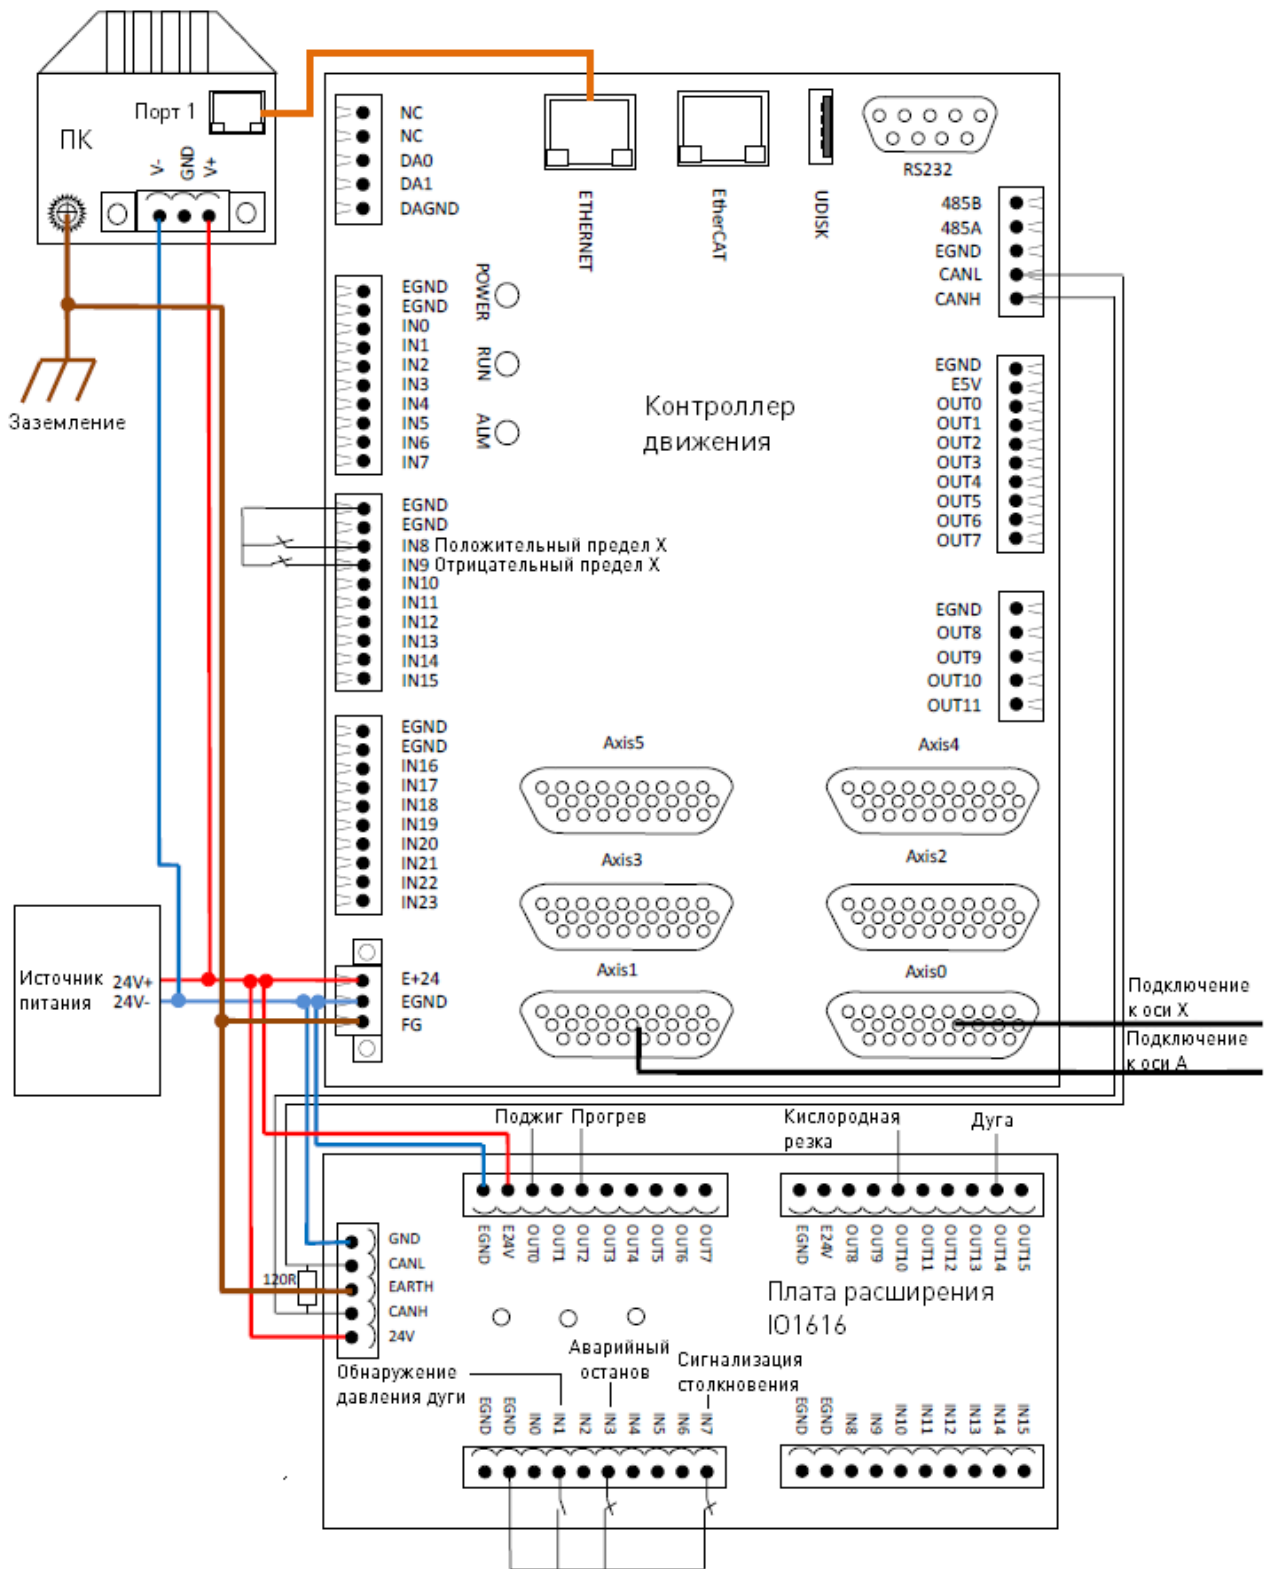 Порт 1
ПК
V-
GND
V+
Заземление
NC
NC
DA0
DA1
DAGND
ETHERNET
EtherCAT
UDISK
RS232
485B
485A
EGND
CANL
CANH
EGND
EGND
IN0
IN1
IN2
IN3
IN4
IN5
IN6
IN7
POWER
RUN
ALM
Контроллер
движения
EGND
E5V
OUT0
OUT1
OUT2
OUT3
OUT4
OUT5
OUT6
OUT7
EGND
EGND
IN8 Положительный предел X
IN9 Отрицательный предел X
IN10
IN11
IN12
IN13
IN14
IN15
EGND
OUT8
OUT9
OUT10
OUT11
EGND
EGND
IN16
IN17
IN18
IN19
IN20
IN21
IN22
IN23
Axis5
Axis4
Axis3
Axis2
Axis1
Axis0
Источник
питания
24V+
24V-
E+24
EGND
FG
Подключение
к оси X
Подключение
к оси А
Поджиг Прогрев
Кислородная
резка
Дуга
EGND
E24V
OUT0
OUT1
OUT2
OUT3
OUT4
OUT5
OUT6
OUT7
EGND
E24V
OUT8
OUT9
OUT10
OUT11
OUT12
OUT13
OUT14
OUT15
GND
CANL
EARTH
CANH
24V
120R
Плата расширения
IO1616
Обнаружение
давления дуги
Аварийный
останов
Сигнализация
столкновения
EGND
EGND
IN0
IN1
IN2
IN3
IN4
IN5
IN6
IN7
EGND
EGND
IN8
IN9
IN10
IN11
IN12
IN13
IN14
IN15